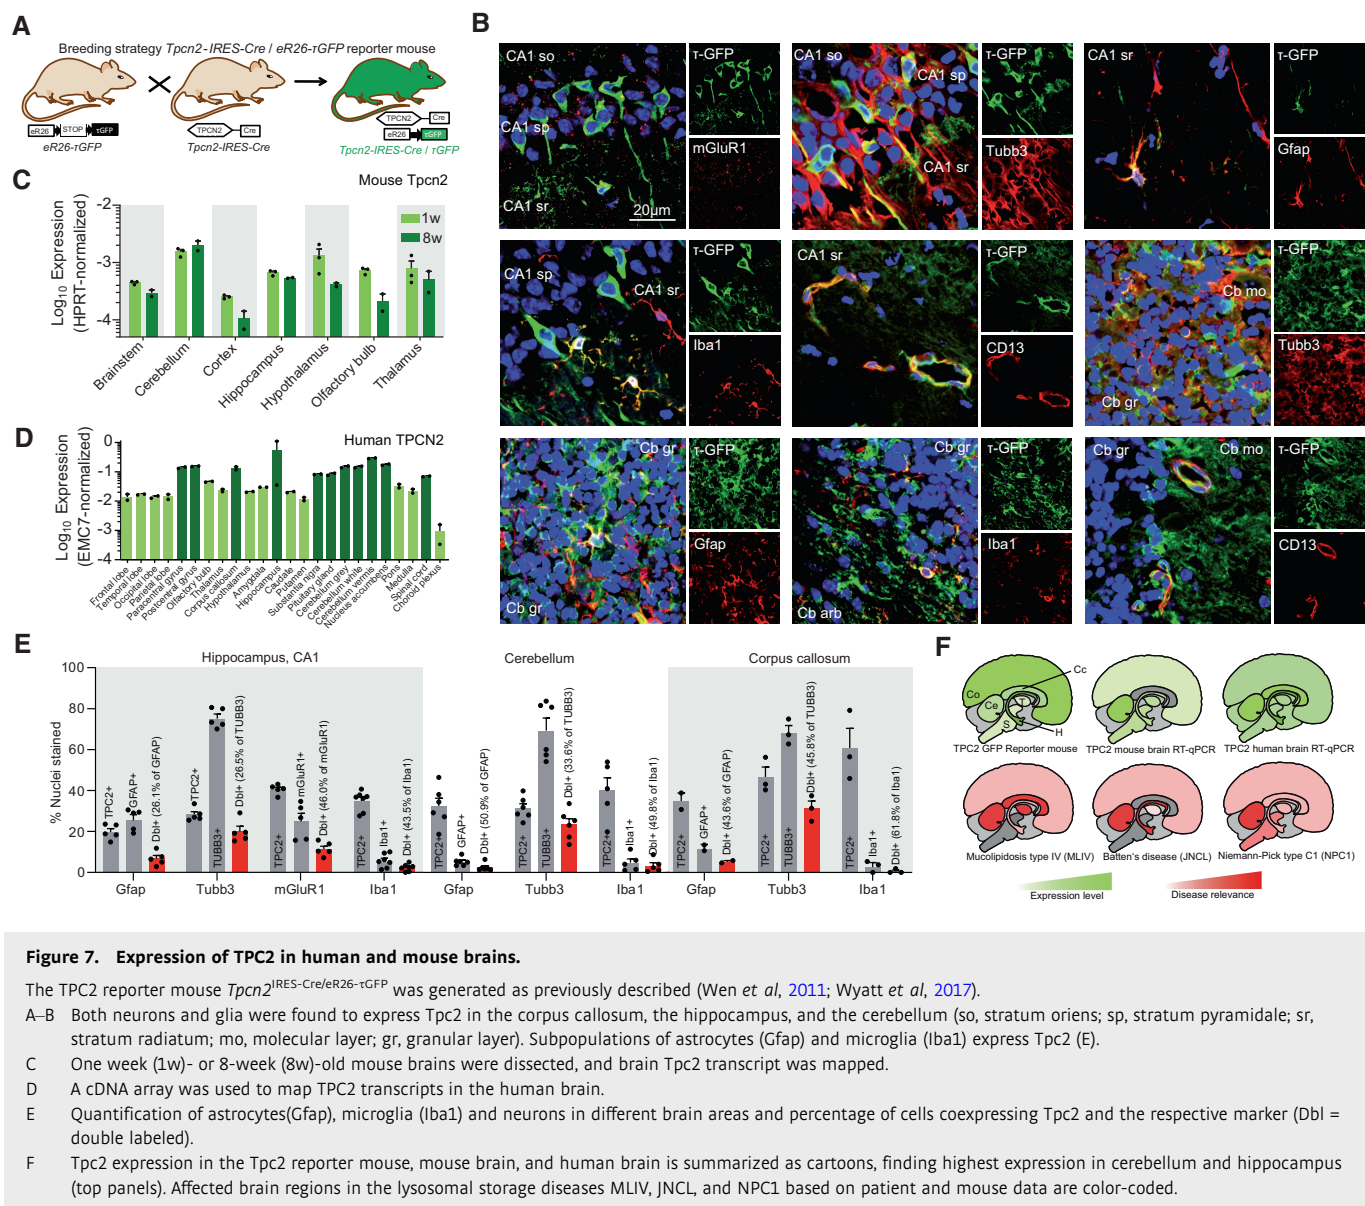 A
Breeding strategy Tpcn2-IRES-Cre / eR26-τGFP reporter mouse
eR26 STOP τGFP
TPCN2 Cre
TPCN2 Cre
eR26 τGFP
eR26-τGFP
Tpcn2-IRES-Cre
Tpcn2-IRES-Cre / τGFP
B
CA1 so
CA1 sp
CA1 sr
20µm
τ-GFP
mGluR1
CA1 so
CA1 sp
CA1 sr
τ-GFP
Tubb3
CA1 sr
τ-GFP
Gfap
CA1 sp
CA1 sr
τ-GFP
Iba1
CA1 sr
τ-GFP
CD13
Cb mo
Cb gr
τ-GFP
Tubb3
Cb gr
Cb gr
τ-GFP
Gfap
Cb gr
Cb arb
τ-GFP
Iba1
Cb gr
Cb mo
τ-GFP
CD13
C
Mouse Tpcn2
Log10 Expression
(HPRT-normalized)
-2
-3
-4
1w
8w
Brainstem
Cerebellum
Cortex
Hippocampus
Hypothalamus
Olfactory bulb
Thalamus
D
Human TPCN2
Log10 Expression
(EMC7-normalized)
0
-1
-2
-3
-4
Frontal lobe
Temporal lobe
Occipital lobe
Parietal lobe
Paracentral gyrus
Postcentral gyrus
Olfactory bulb
Thalamus
Corpus callosum
Hypothalamus
Amygdala
Hippocampus
Caudate
Putamen
Substantia nigra
Pituitary gland
Cerebellum grey
Cerebellum white
Cerebellum vermis
Nucleus accumbens
Pons
Medulla
Spinal cord
Choroid plexus
E
% Nuclei stained
100
80
60
40
20
0
Hippocampus, CA1
Cerebellum
Corpus callosum
TPC2+
GFAP+
Dbl+ (26.1% of GFAP)
TPC2+
TUBB3+
Dbl+ (26.5% of TUBB3)
TPC2+
mGluR1+
Dbl+ (46.0% of mGluR1)
TPC2+
Iba1+
Dbl+ (43.5% of Iba1)
TPC2+
GFAP+
Dbl+ (50.9% of GFAP)
TPC2+
TUBB3+
Dbl+ (33.6% of TUBB3)
TPC2+
Iba1+
Dbl+ (49.8% of Iba1)
TPC2+
GFAP+
Dbl+ (43.6% of GFAP)
TPC2+
TUBB3+
Dbl+ (45.8% of TUBB3)
TPC2+
Iba1+
Dbl+ (61.8% of Iba1)
Gfap
Tubb3
mGluR1
Iba1
Gfap
Tubb3
Iba1
Gfap
Tubb3
Iba1
F
Co
Ce
S
T
Cc
H
TPC2 GFP Reporter mouse
TPC2 mouse brain RT-qPCR
TPC2 human brain RT-qPCR
Mucolipidosis type IV (MLIV)
Batten's disease (JNCL)
Niemann-Pick type C1 (NPC1)
Expression level
Disease relevance
Figure 7. Expression of TPC2 in human and mouse brains.
The TPC2 reporter mouse Tpcn2IRES-Cre/eR26-τGFP was generated as previously described (Wen et al, 2011; Wyatt et al, 2017).
A–B Both neurons and glia were found to express Tpc2 in the corpus callosum, the hippocampus, and the cerebellum (so, stratum oriens; sp, stratum pyramidale; sr,
stratum radiatum; mo, molecular layer; gr, granular layer). Subpopulations of astrocytes (Gfap) and microglia (Iba1) express Tpc2 (E).
C One week (1w)- or 8-week (8w)-old mouse brains were dissected, and brain Tpc2 transcript was mapped.
D A cDNA array was used to map TPC2 transcripts in the human brain.
E Quantification of astrocytes(Gfap), microglia (Iba1) and neurons in different brain areas and percentage of cells coexpressing Tpc2 and the respective marker (Dbl =
double labeled).
F Tpc2 expression in the Tpc2 reporter mouse, mouse brain, and human brain is summarized as cartoons, finding highest expression in cerebellum and hippocampus
(top panels). Affected brain regions in the lysosomal storage diseases MLIV, JNCL, and NPC1 based on patient and mouse data are color-coded.